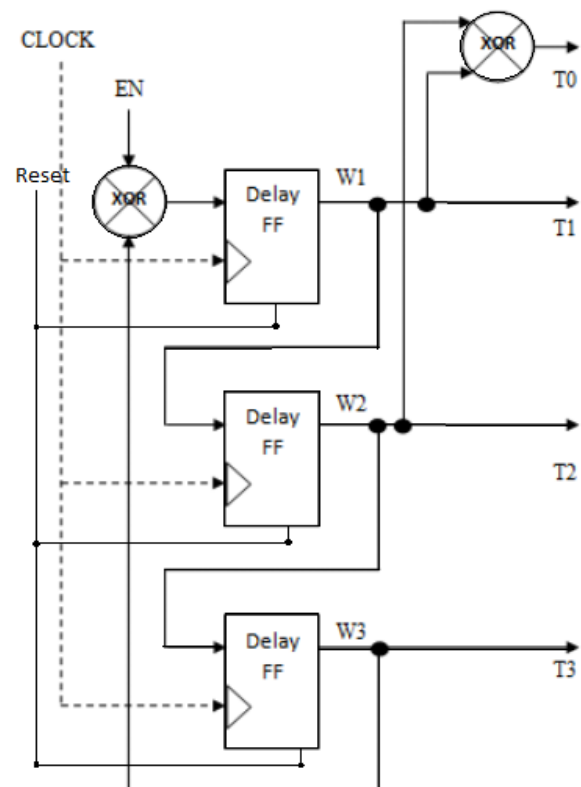 CLOCK
XOR
T0
EN
Reset
XOR
Delay
FF
W1
T1
Delay
FF
W2
T2
Delay
FF
W3
T3